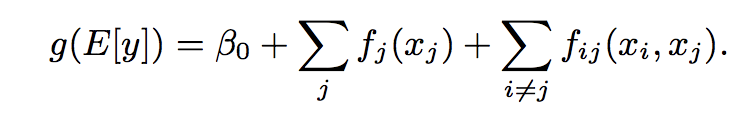 g(E[y]) = β₀ + ∑_j f_j(x_j) + ∑_{i≠j} f_{ij}(x_i, x_j).